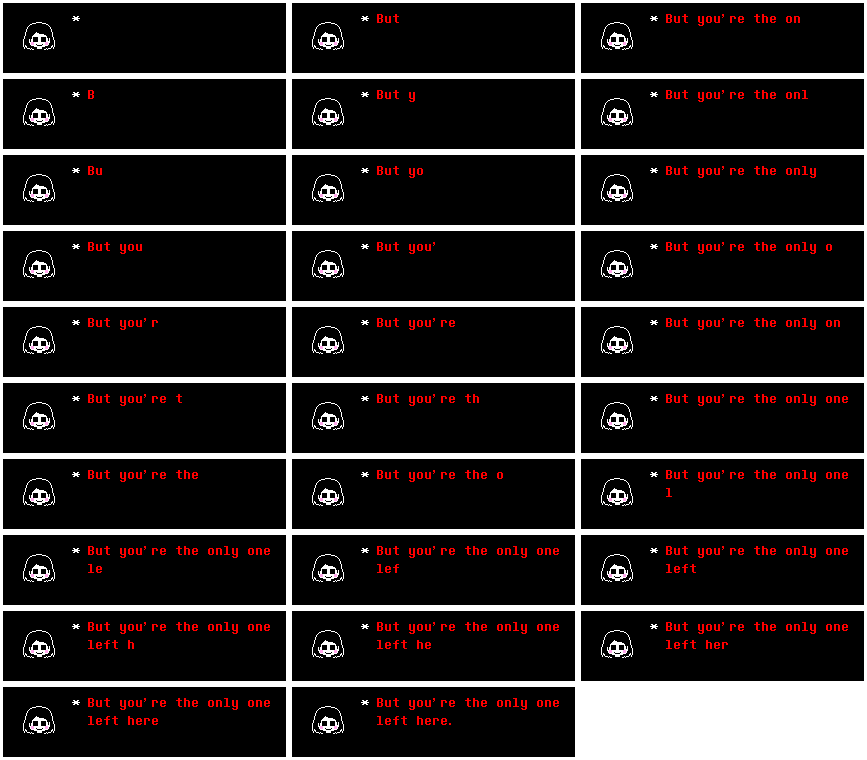 *
* But
* But you're the on
* B
* But y
* But you're the onl
* Bu
* But yo
* But you're the only
* But you
* But you'
* But you're the only o
* But you'r
* But you're
* But you're the only on
* But you're t
* But you're th
* But you're the only one
* But you're the
* But you're the o
* But you're the only one
l
* But you're the only one
le
* But you're the only one
lef
* But you're the only one
left
* But you're the only one
left h
* But you're the only one
left he
* But you're the only one
left her
* But you're the only one
left here
* But you're the only one
left here.